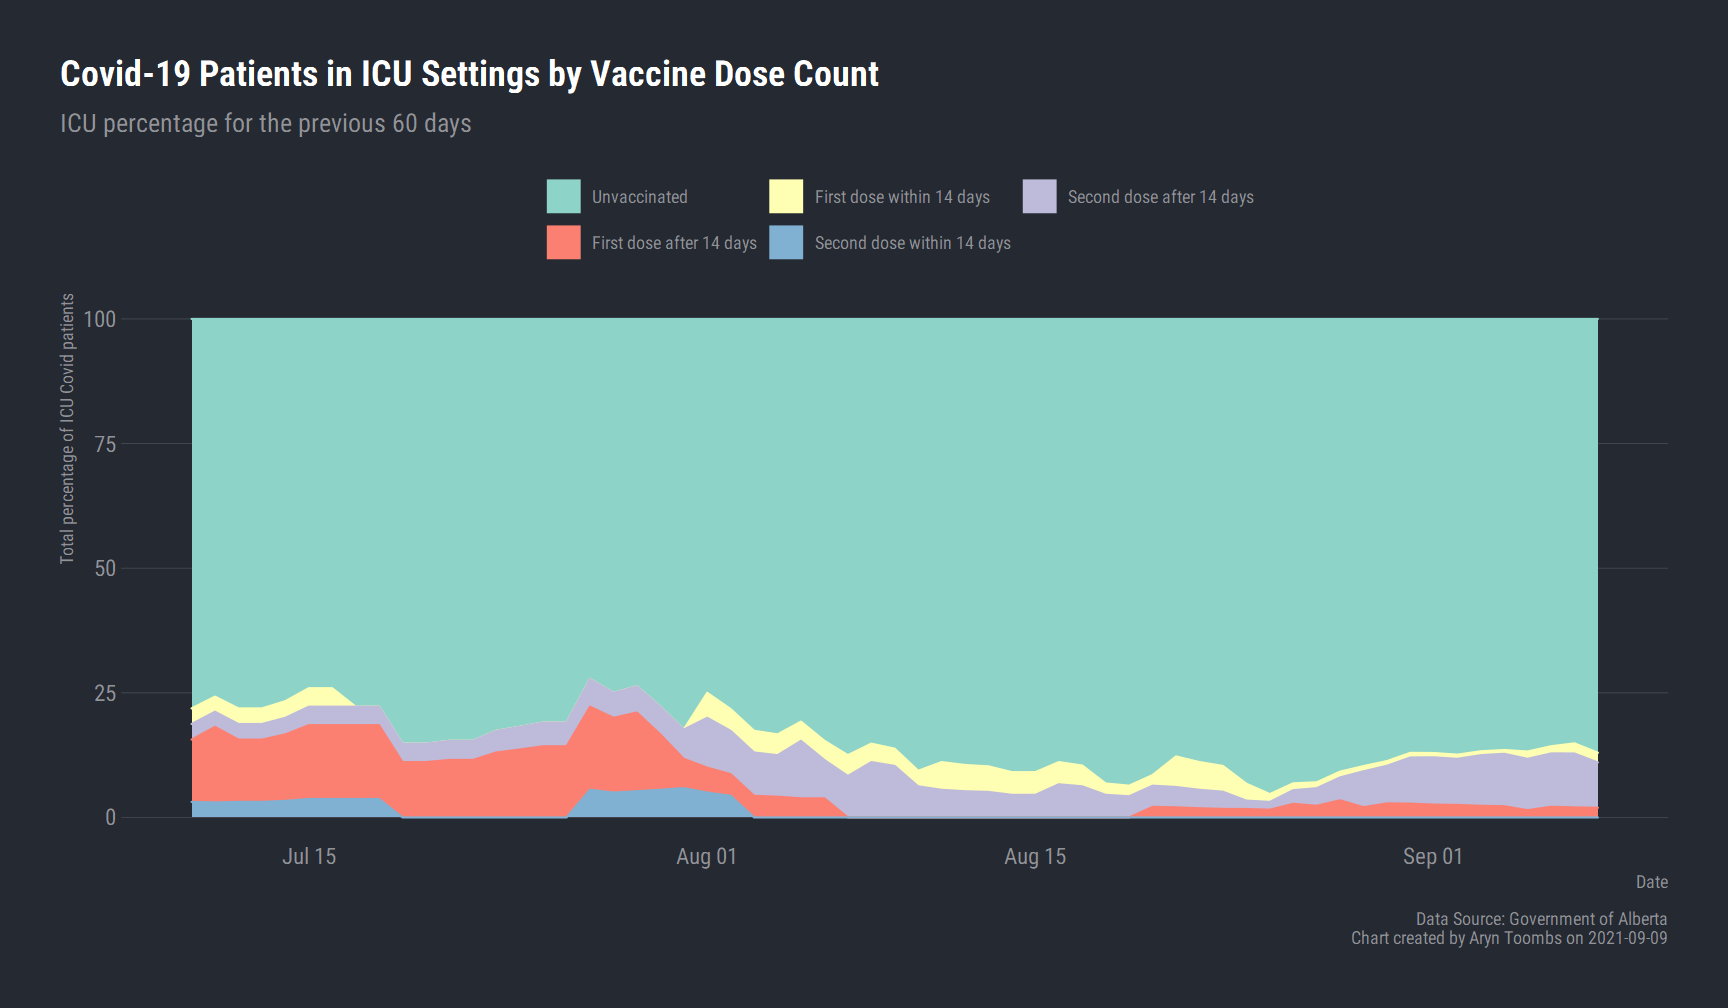 Covid-19 Patients in ICU Settings by Vaccine Dose Count
ICU percentage for the previous 60 days
Unvaccinated
First dose within 14 days
Second dose after 14 days
First dose after 14 days
Second dose within 14 days
Total percentage of ICU Covid patients
100
75
50
25
0
Jul 15
Aug 01
Aug 15
Sep 01
Date
Data Source: Government of Alberta
Chart created by Aryn Toombs on 2021-09-09